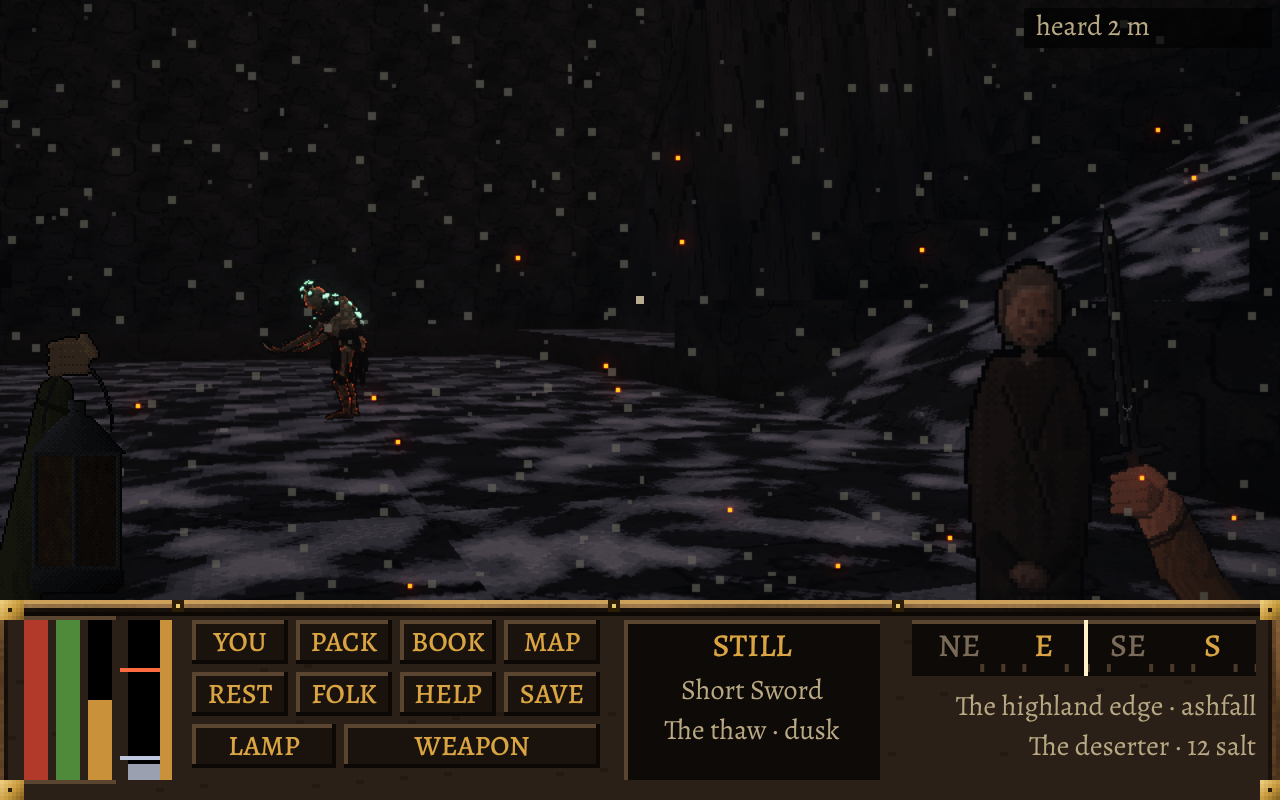 heard 2 m
YOU PACK BOOK MAP
REST FOLK HELP SAVE
LAMP WEAPON
STILL
Short Sword
The thaw · dusk
NE E SE S
The highland edge · ashfall
The deserter · 12 salt